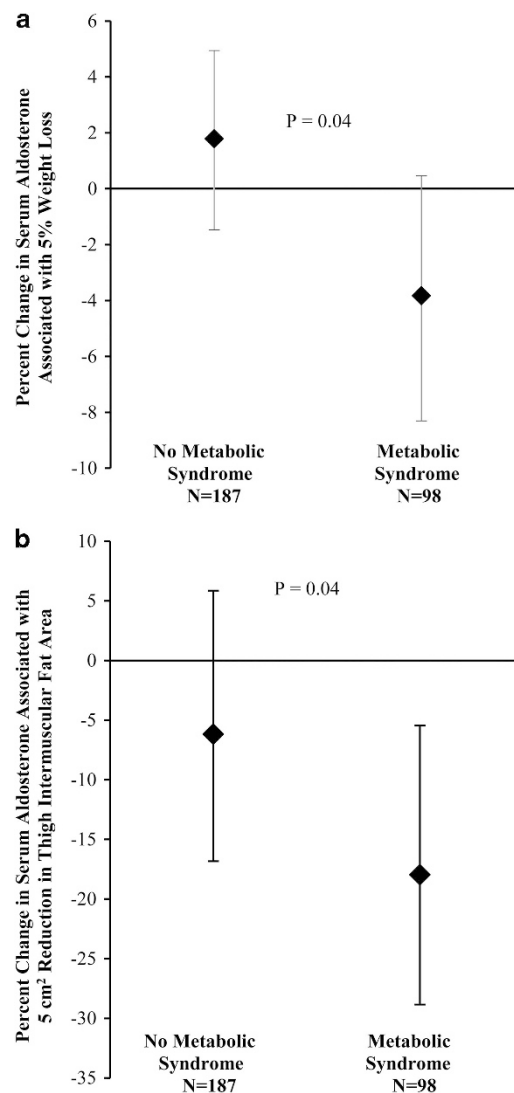 a
Percent Change in Serum Aldosterone
Associated with 5% Weight Loss
6
4
2
0
-2
-4
-6
-8
-10
P = 0.04
No Metabolic
Syndrome
N=187
Metabolic
Syndrome
N=98
b
Percent Change in Serum Aldosterone Associated with
5 cm² Reduction in Thigh Intermuscular Fat Area
10
5
0
-5
-10
-15
-20
-25
-30
-35
P = 0.04
No Metabolic
Syndrome
N=187
Metabolic
Syndrome
N=98